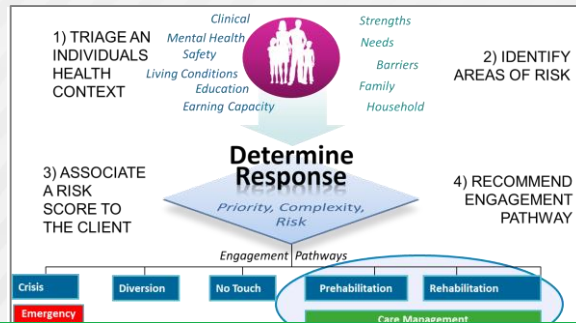 1) TRIAGE AN
INDIVIDUALS
HEALTH
CONTEXT
Clinical
Mental Health
Safety
Living Conditions
Education
Earning Capacity
Strengths
Needs
Barriers
Family
Household
2) IDENTIFY
AREAS OF RISK
3) ASSOCIATE
A RISK
SCORE TO
THE CLIENT
Determine
Response
Priority, Complexity,
Risk
4) RECOMMEND
ENGAGEMENT
PATHWAY
Engagement Pathways
Crisis
Diversion
No Touch
Prehabilitation
Rehabilitation
Emergency
Care Management